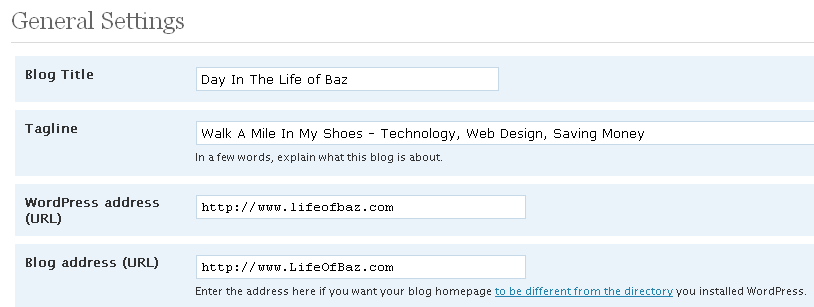 General Settings
Blog Title
Day In The Life of Baz
Tagline
Walk A Mile In My Shoes - Technology, Web Design, Saving Money
In a few words, explain what this blog is about.
WordPress address
(URL)
http://www.lifeofbaz.com
Blog address (URL)
http://www.LifeOfBaz.com
Enter the address here if you want your blog homepage to be different from the directory you installed WordPress.